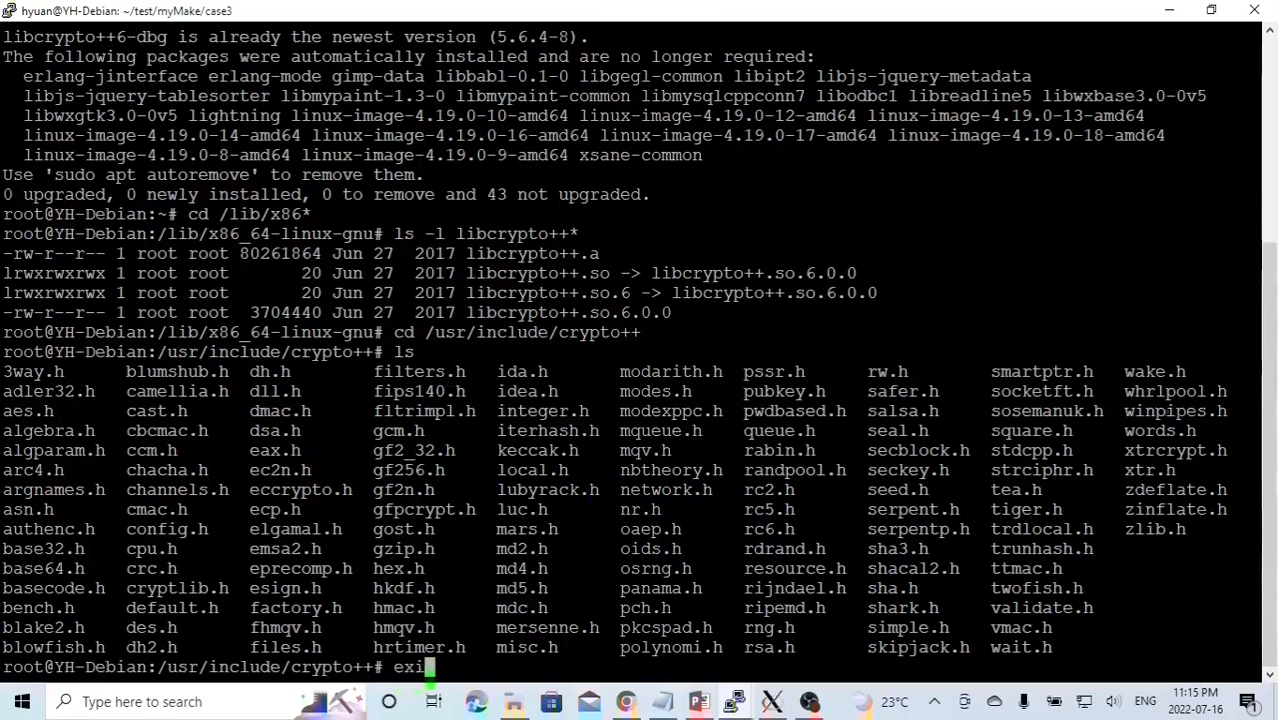 hyuan@YH-Debian: ~/test/myMake/case3
libcrypto++6-dbg is already the newest version (5.6.4-8).
The following packages were automatically installed and are no longer required:
  erlang-jinterface erlang-mode gimp-data libbabl-0.1-0 libgegl-common libipt2 libjs-jquery-metadata
  libjs-jquery-tablesorter libmypaint-1.3-0 libmypaint-common libmysqlcppconn7 libodbc1 libreadline5 libwxbase3.0-0v5
  libwxgtk3.0-0v5 lightning linux-image-4.19.0-10-amd64 linux-image-4.19.0-12-amd64 linux-image-4.19.0-13-amd64
  linux-image-4.19.0-14-amd64 linux-image-4.19.0-16-amd64 linux-image-4.19.0-17-amd64 linux-image-4.19.0-18-amd64
  linux-image-4.19.0-8-amd64 linux-image-4.19.0-9-amd64 xsane-common
Use 'sudo apt autoremove' to remove them.
0 upgraded, 0 newly installed, 0 to remove and 43 not upgraded.
root@YH-Debian:~# cd /lib/x86*
root@YH-Debian:/lib/x86_64-linux-gnu# ls -l libcrypto++*
-rw-r--r-- 1 root root 80261864 Jun 27  2017 libcrypto++.a
lrwxrwxrwx 1 root root       20 Jun 27  2017 libcrypto++.so -> libcrypto++.so.6.0.0
lrwxrwxrwx 1 root root       20 Jun 27  2017 libcrypto++.so.6 -> libcrypto++.so.6.0.0
-rw-r--r-- 1 root root  3704440 Jun 27  2017 libcrypto++.so.6.0.0
root@YH-Debian:/lib/x86_64-linux-gnu# cd /usr/include/crypto++
root@YH-Debian:/usr/include/crypto++# ls
3way.h blumshub.h dh.h filters.h ida.h modarith.h pssr.h rw.h smartptr.h wake.h
adler32.h camellia.h dll.h fips140.h idea.h modes.h pubkey.h safer.h socketft.h whrlpool.h
aes.h cast.h dmac.h fltrimpl.h integer.h modexppc.h pwdbased.h salsa.h sosemanuk.h winpipes.h
algebra.h cbcmac.h dsa.h gcm.h iterhash.h mqueue.h queue.h seal.h square.h words.h
algparam.h ccm.h eax.h gf2_32.h keccak.h mqv.h rabin.h secblock.h stdcpp.h xtrcrypt.h
arc4.h chacha.h ec2n.h gf256.h local.h nbtheory.h randpool.h seckey.h strciphr.h xtr.h
argnames.h channels.h eccrypto.h gf2n.h lubyrack.h network.h rc2.h seed.h tea.h zdeflate.h
asn.h cmac.h ecp.h gfpcrypt.h luc.h nr.h rc5.h serpent.h tiger.h zinflate.h
authenc.h config.h elgamal.h gost.h mars.h oaep.h rc6.h serpentp.h trdlocal.h zlib.h
base32.h cpu.h emsa2.h gzip.h md2.h oids.h rdrand.h sha3.h trunhash.h
base64.h crc.h eprecomp.h hex.h md4.h osrng.h resource.h shacal2.h ttmac.h
basecode.h cryptlib.h esign.h hkdf.h md5.h panama.h rijndael.h sha.h twofish.h
bench.h default.h factory.h hmac.h mdc.h pch.h ripemd.h shark.h validate.h
blake2.h des.h fhmqv.h hmqv.h mersenne.h pkcspad.h rng.h simple.h vmac.h
blowfish.h dh2.h files.h hrtimer.h misc.h polynomi.h rsa.h skipjack.h wait.h
root@YH-Debian:/usr/include/crypto++# exi
Type here to search 23°C ENG 11:15 PM
2022-07-16